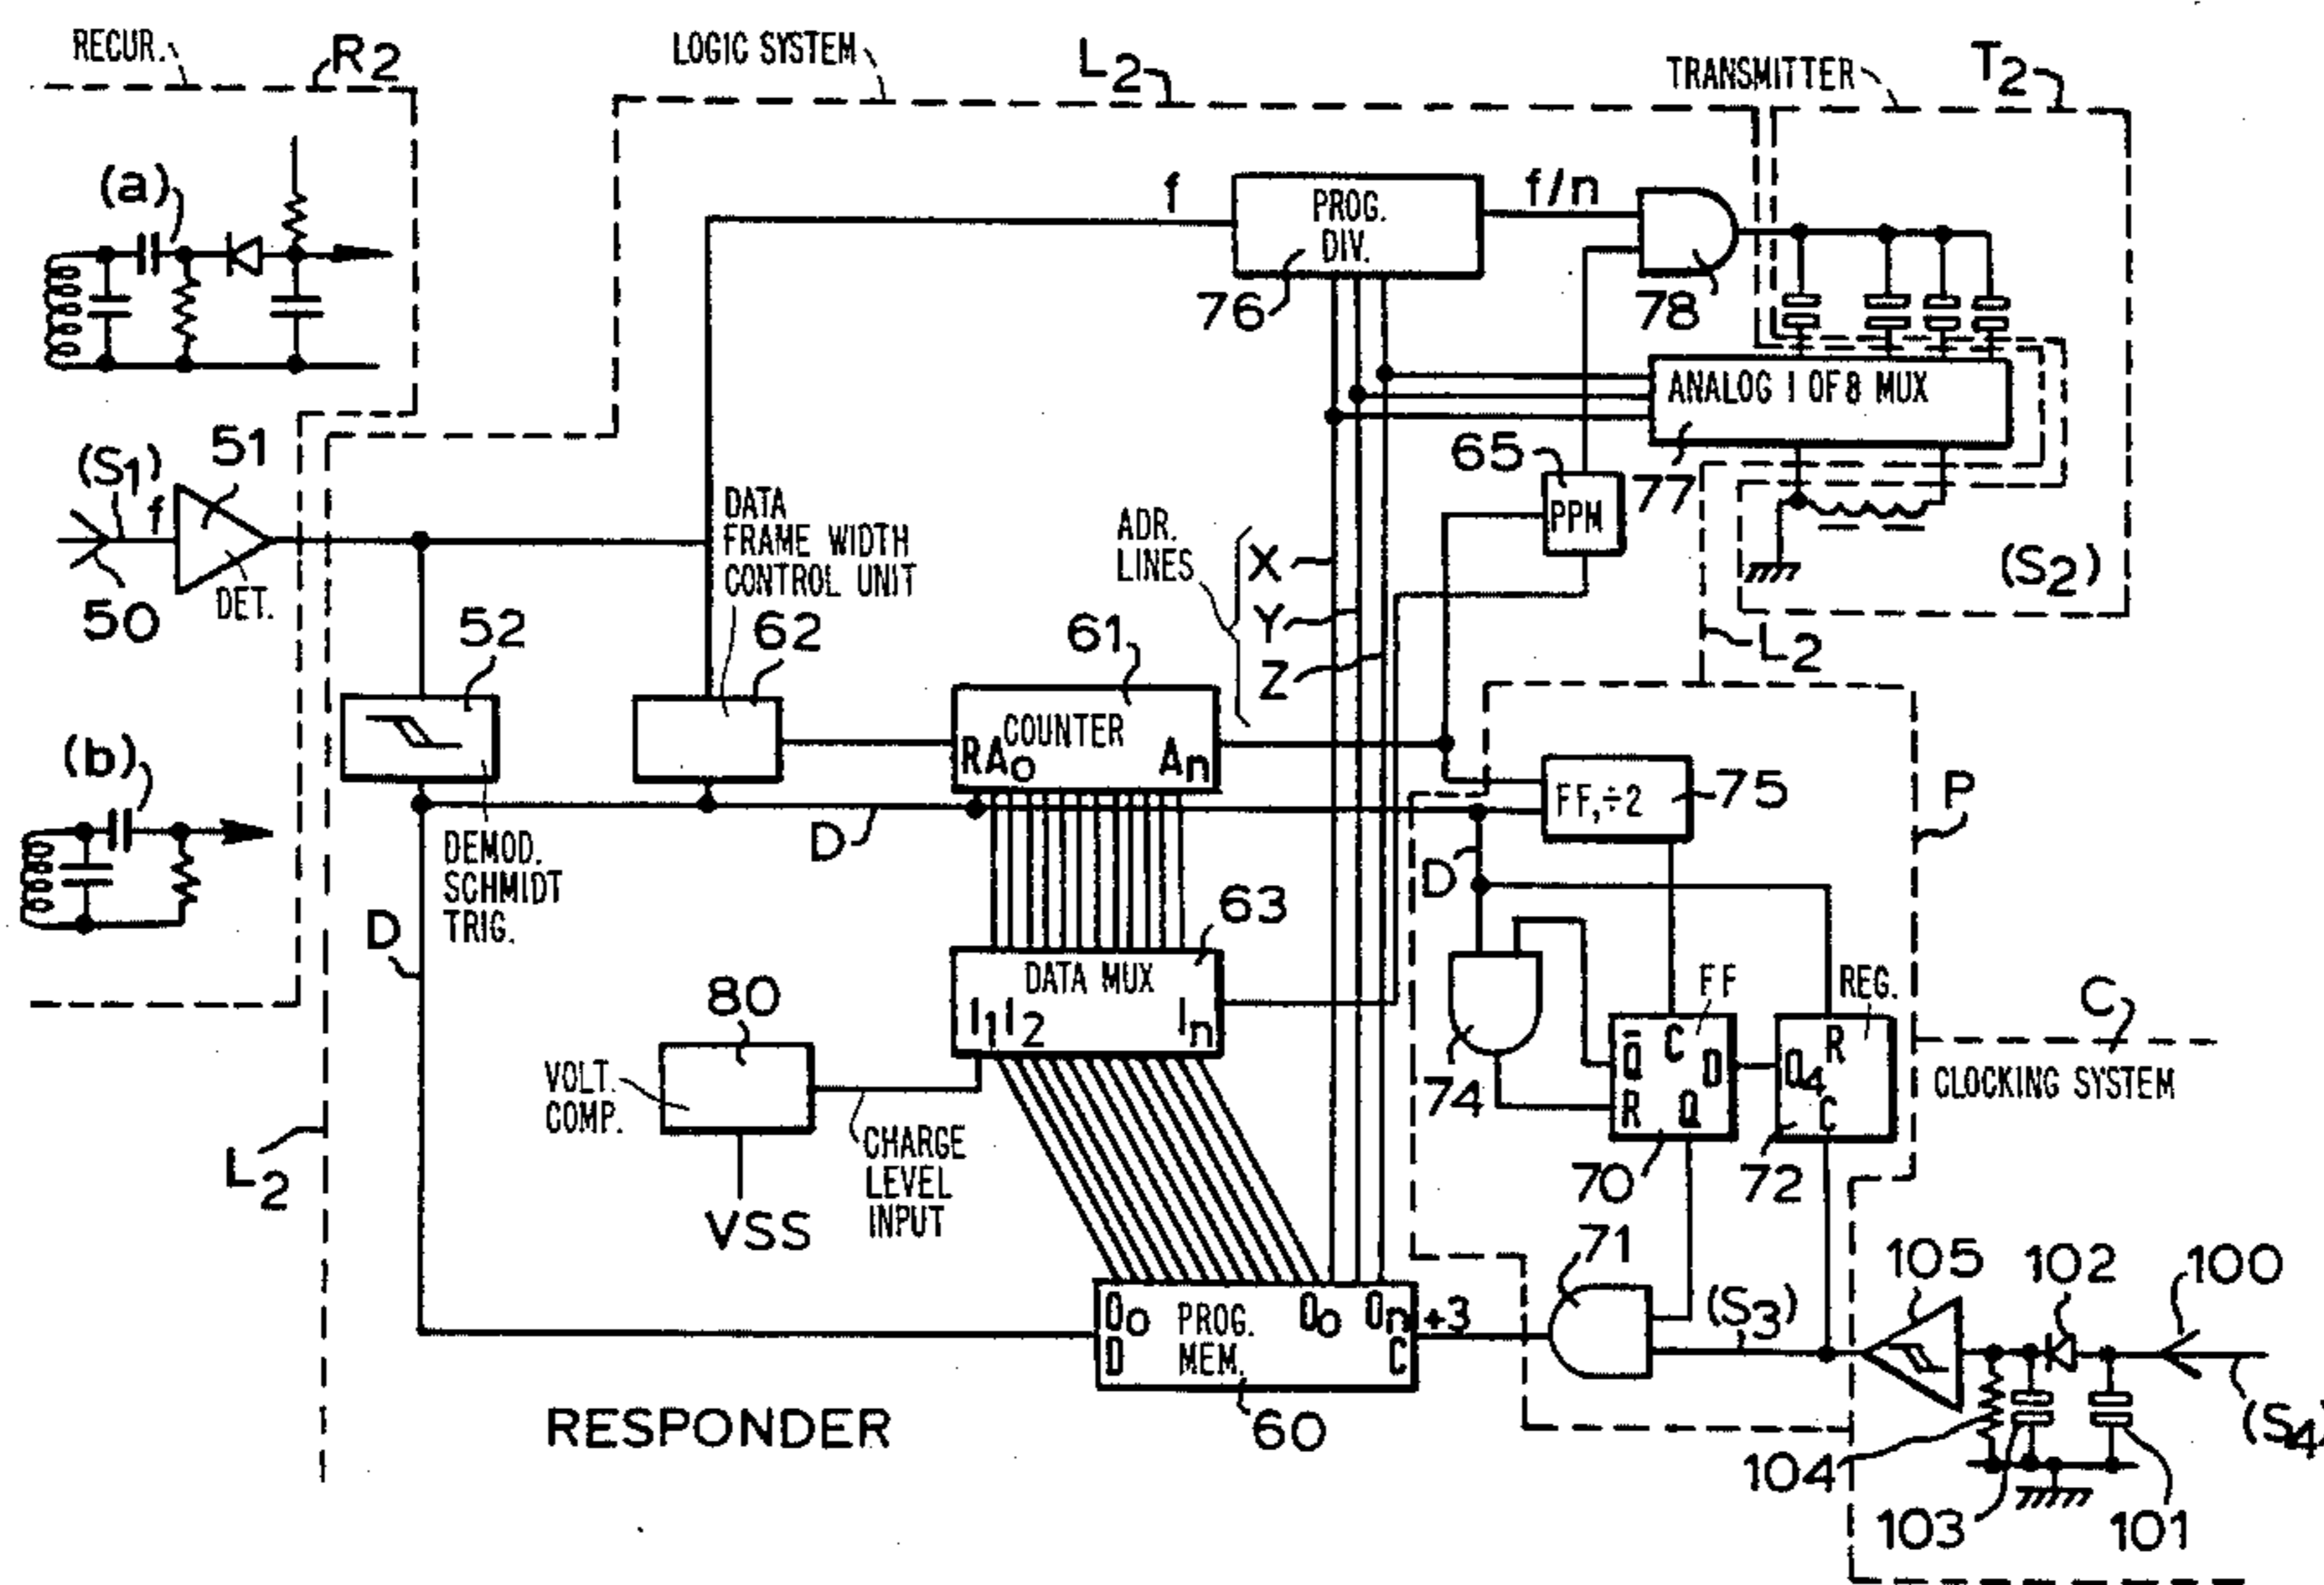 RECUR.
R2
LOGIC SYSTEM
L2
TRANSMITTER
T2
(a)
f
PROG.
DIV.
76
f/n
78
ANALOG 1 OF 8 MUX
77
(S1)
f
51
DET.
50
DATA
FRAME WIDTH
CONTROL UNIT
62
52
61
ADR.
LINES
X
Y
Z
65
PPM
(S2)
L2
COUNTER
RA0
An
FF,÷2
75
P
(b)
DEMOD.
SCHMIDT
TRIG.
D
D
D
63
DATA MUX
I1
I2
In
80
VOLT.
COMP.
VSS
CHARGE
LEVEL
INPUT
74
FF
Q̄
C
D
R
Q
70
REG.
R
Q4
C
72
C
CLOCKING SYSTEM
L2
71
(S3)
105
102
100
(S4)
O0
PROG.
MEM.
O0
On
+3
D
C
60
RESPONDER
104
103
101